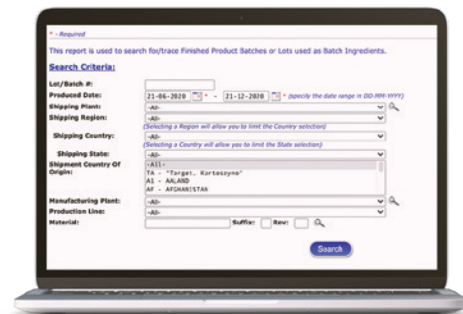 * - Required
This report is used to search for/trace Finished Product Batches or Lots used as Batch Ingredients.
Search Criteria:
Lot/Batch #:
Produced Date: 21-06-2020 * - 21-12-2020 * (specify the date range in DD-MM-YYYY)
Shipping Plant: -All-
Shipping Region: -All-
(Selecting a Region will allow you to limit the Country selection)
Shipping Country: -All-
(Selecting a Country will allow you to limit the State selection)
Shipping State: -All-
Shipment Country Of Origin: -All-
TA - "Target, Kartoszyno"
A1 - AALAND
AF - AFGHANISTAN
Manufacturing Plant: -All-
Production Line: -All-
Material: Suffix: Rev:
Search